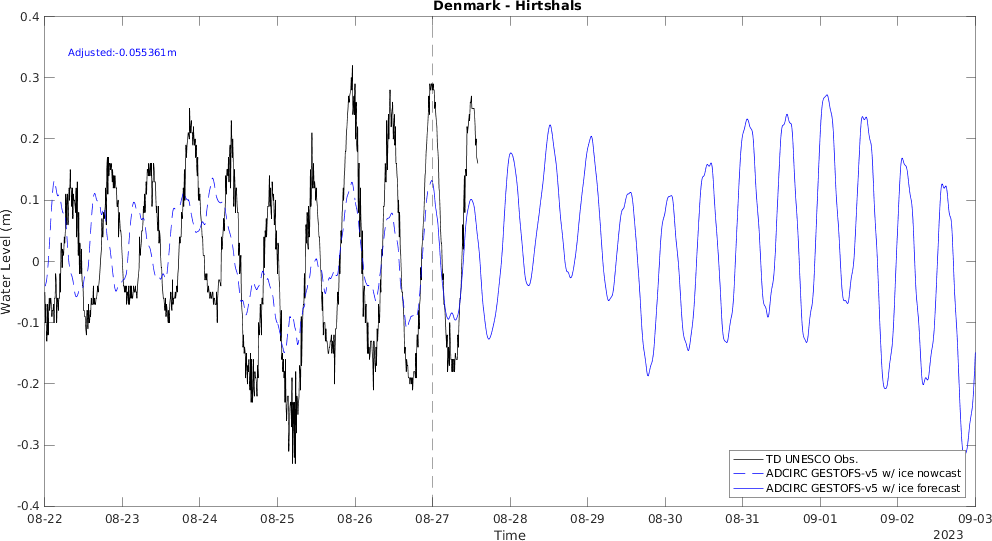 Denmark - Hirtshals
Adjusted:-0.055361m
Water Level (m)
0.4
0.3
0.2
0.1
0
-0.1
-0.2
-0.3
-0.4
TD UNESCO Obs.
ADCIRC GESTOFS-v5 w/ ice nowcast
ADCIRC GESTOFS-v5 w/ ice forecast
08-22 08-23 08-24 08-25 08-26 08-27 08-28 08-29 08-30 08-31 09-01 09-02 09-03
Time
2023